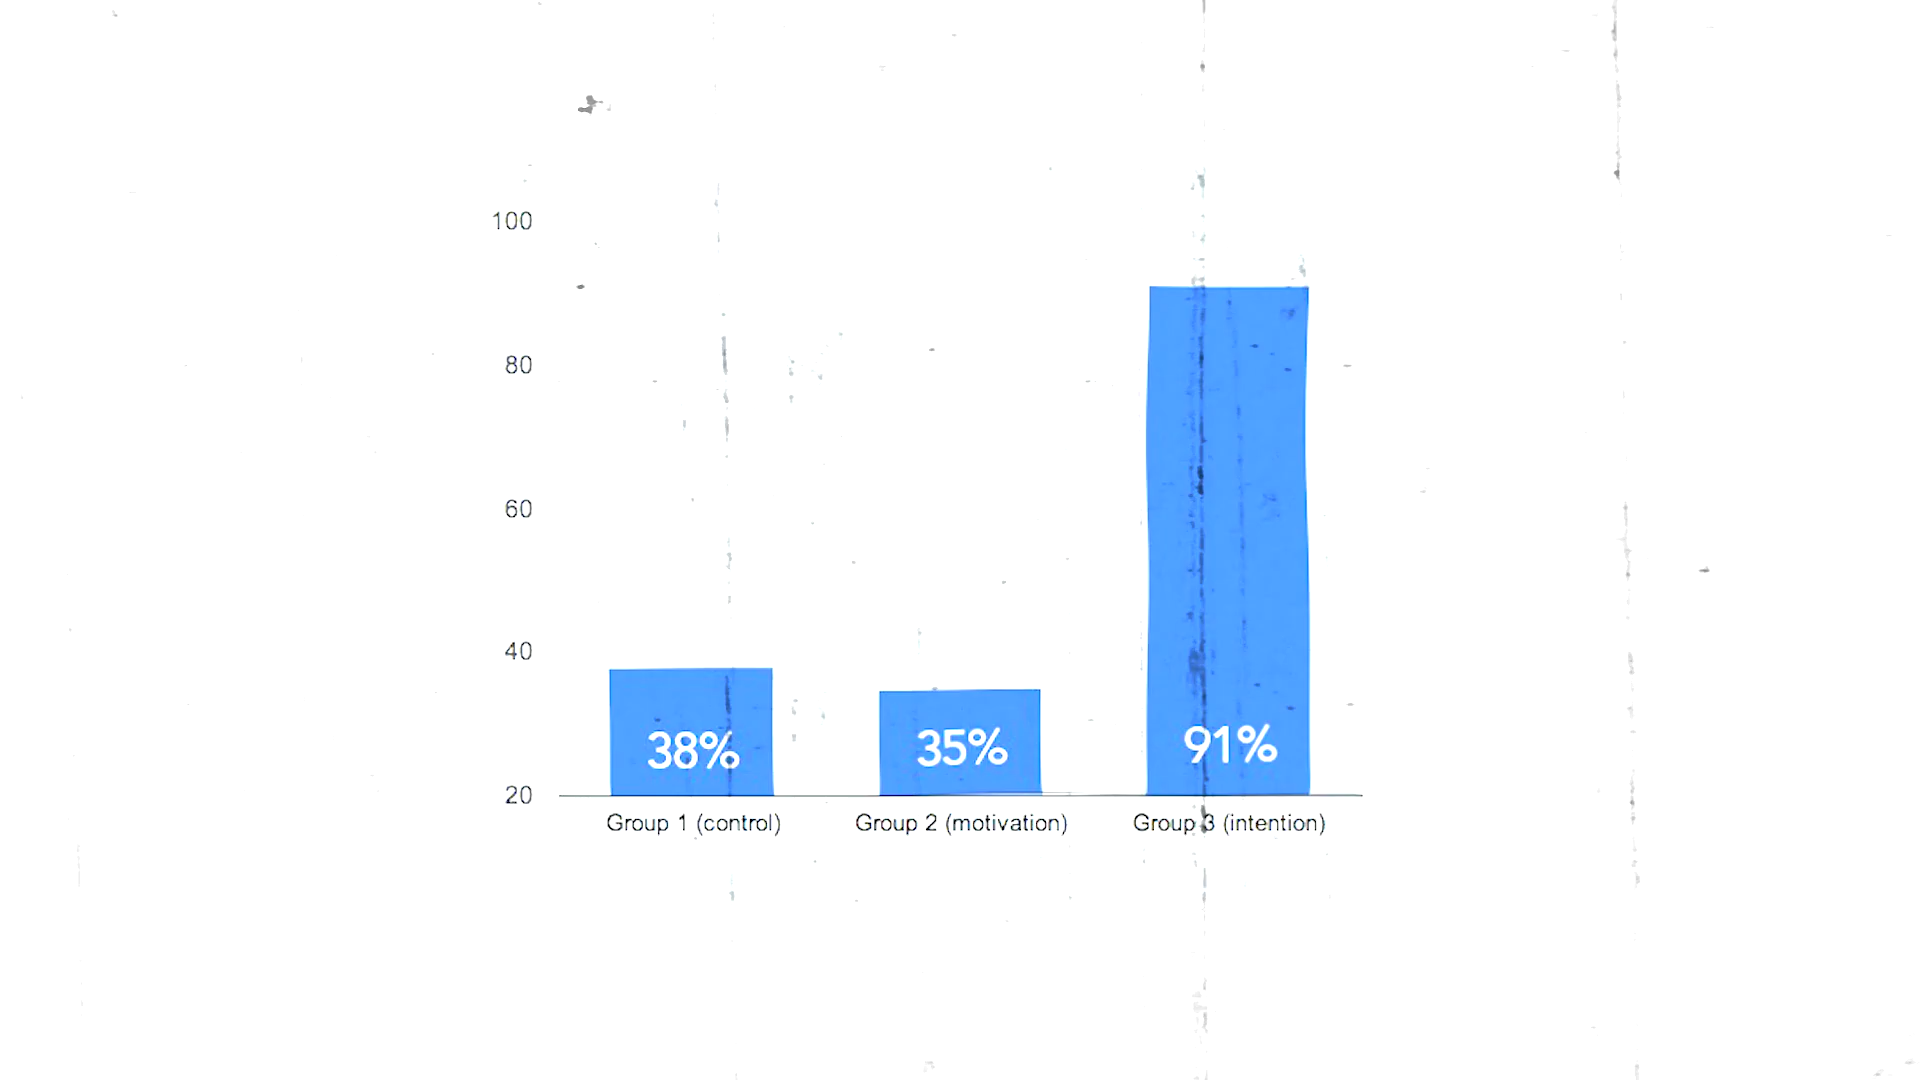 100
80
60
40
20
38%
35%
91%
Group 1 (control)
Group 2 (motivation)
Group 3 (intention)